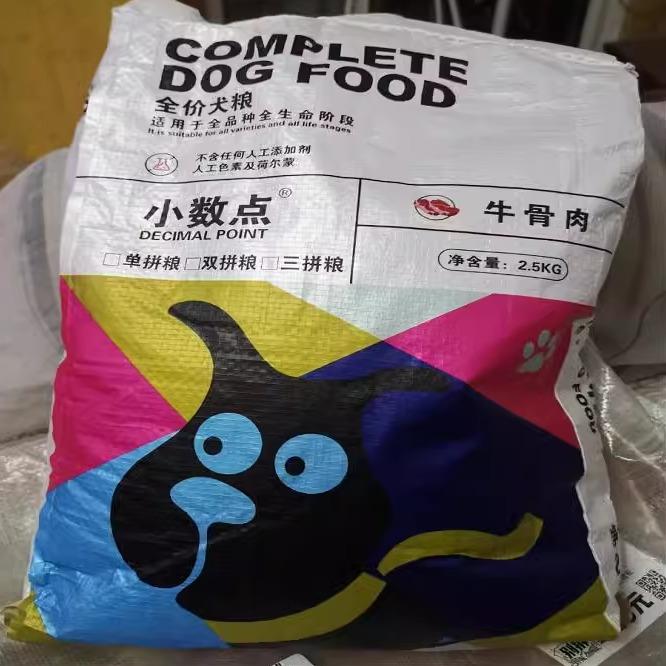 COMPLETE
DOG FOOD
全价犬粮
适用于全品种全生命阶段
It is suitable for all varieties and all life stages
不含任何人工添加剂
人工色素及荷尔蒙
小数点®
DECIMAL POINT
□单拼粮□双拼粮□三拼粮
牛骨肉
净含量：2.5KG
FOOD
元